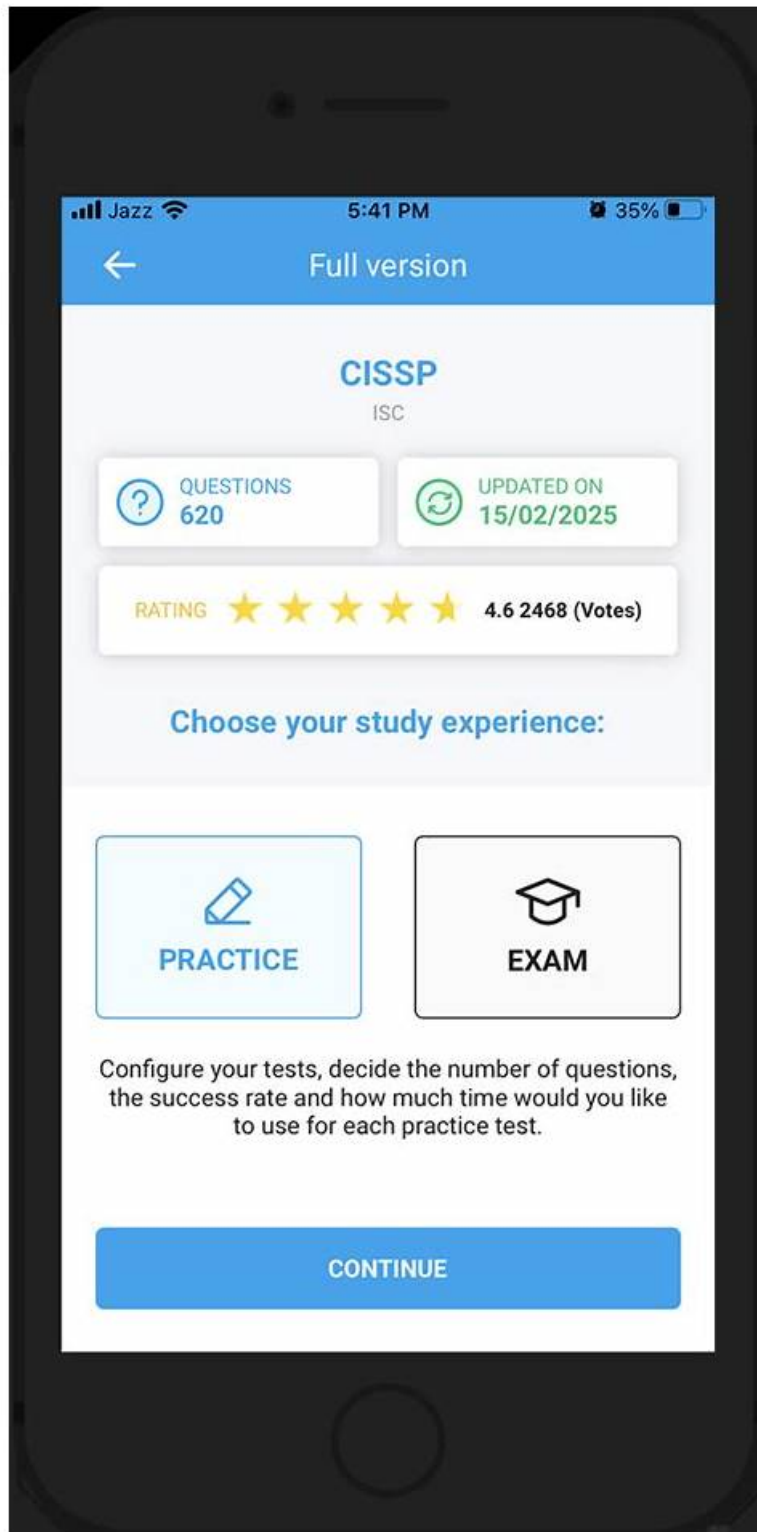 Jazz 5:41 PM 35%
Full version
CISSP
ISC
QUESTIONS
620
UPDATED ON
15/02/2025
RATING 4.6 2468 (Votes)
Choose your study experience:
PRACTICE
EXAM
Configure your tests, decide the number of questions,
the success rate and how much time would you like
to use for each practice test.
CONTINUE